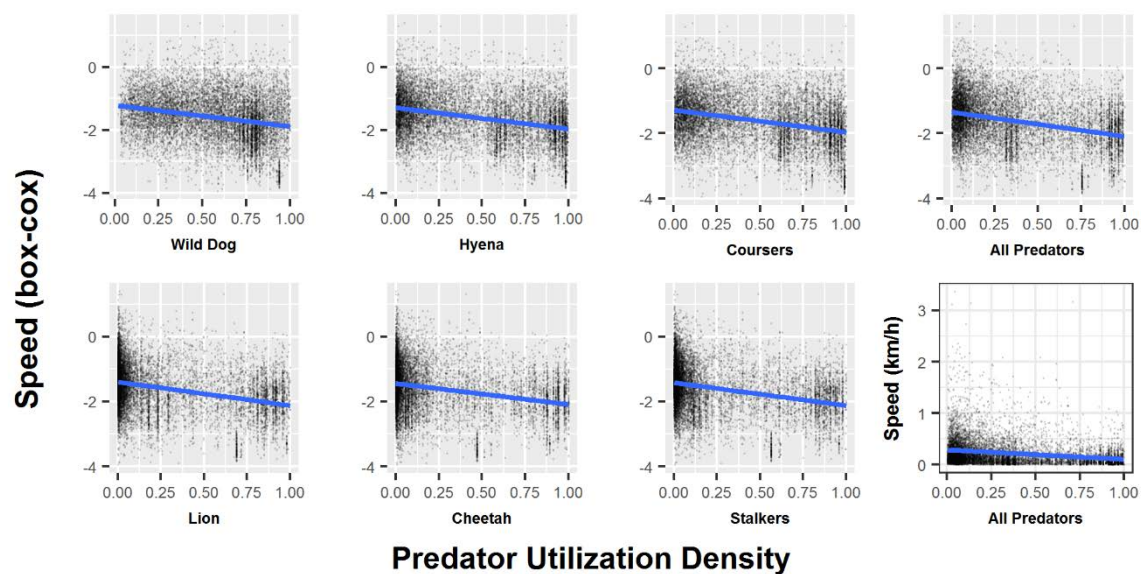 Speed (box-cox)
0
-2
-4
0.00 0.25 0.50 0.75 1.00
Wild Dog
0
-2
-4
0.00 0.25 0.50 0.75 1.00
Hyena
0
-2
-4
0.00 0.25 0.50 0.75 1.00
Coursers
0
-2
-4
0.00 0.25 0.50 0.75 1.00
All Predators
0
-2
-4
0.00 0.25 0.50 0.75 1.00
Lion
0
-2
-4
0.00 0.25 0.50 0.75 1.00
Cheetah
0
-2
-4
0.00 0.25 0.50 0.75 1.00
Stalkers
Speed (km/h)
3
2
1
0
0.00 0.25 0.50 0.75 1.00
All Predators
Predator Utilization Density